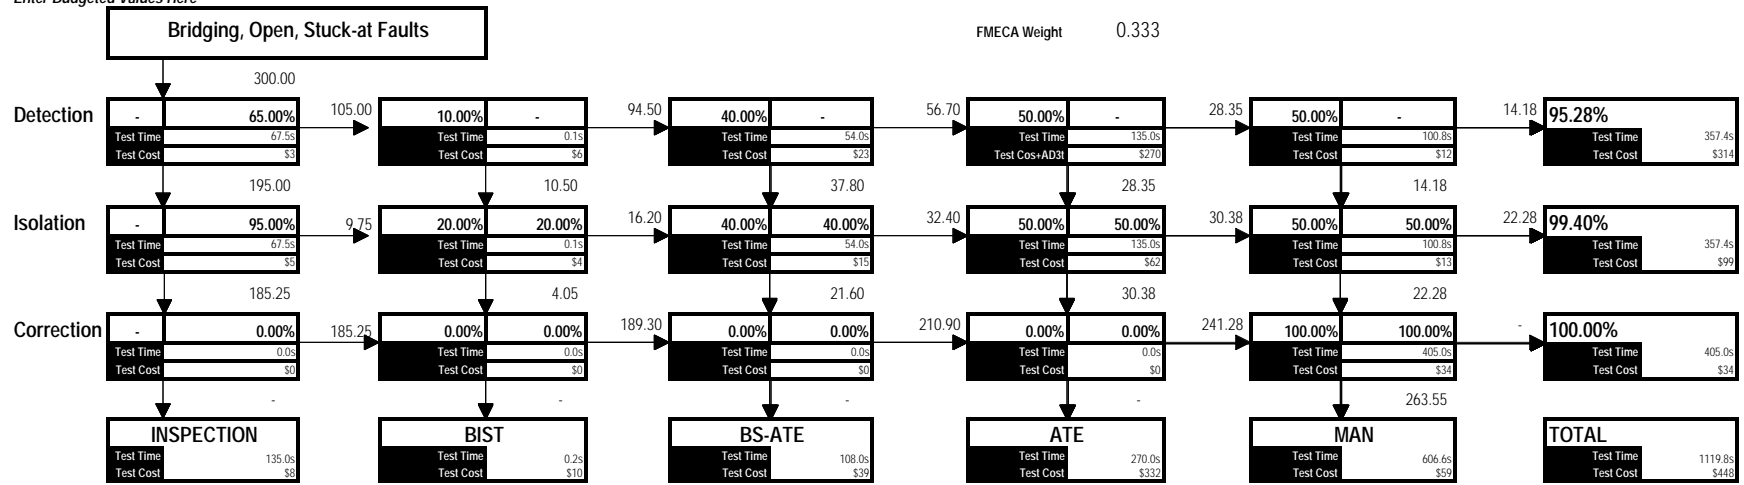 Enter Budgeted Values Here
Bridging, Open, Stuck-at Faults
FMECA Weight 0.333
300.00
Detection - 65.00% 105.00 10.00% - 94.50 40.00% - 56.70 50.00% - 28.35 50.00% - 14.18 95.28%
Test Time 67.5s Test Time 0.1s Test Time 54.0s Test Time 135.0s Test Time 100.8s Test Time 357.4s
Test Cost $3 Test Cost $6 Test Cost $23 Test Cos+AD3t $270 Test Cost $12 Test Cost $314
195.00 10.50 37.80 28.35 14.18
Isolation - 95.00% 9.75 20.00% 20.00% 16.20 40.00% 40.00% 32.40 50.00% 50.00% 30.38 50.00% 50.00% 22.28 99.40%
Test Time 67.5s Test Time 0.1s Test Time 54.0s Test Time 135.0s Test Time 100.8s Test Time 357.4s
Test Cost $5 Test Cost $4 Test Cost $15 Test Cost $62 Test Cost $13 Test Cost $99
185.25 4.05 21.60 30.38 22.28
Correction - 0.00% 185.25 0.00% 0.00% 189.30 0.00% 0.00% 210.90 0.00% 0.00% 241.28 100.00% 100.00% - 100.00%
Test Time 0.0s Test Time 0.0s Test Time 0.0s Test Time 0.0s Test Time 405.0s Test Time 405.0s
Test Cost $0 Test Cost $0 Test Cost $0 Test Cost $0 Test Cost $34 Test Cost $34
- - - - 263.55
INSPECTION BIST BS-ATE ATE MAN TOTAL
Test Time 135.0s Test Time 0.2s Test Time 108.0s Test Time 270.0s Test Time 606.6s Test Time 1119.8s
Test Cost $8 Test Cost $10 Test Cost $39 Test Cost $332 Test Cost $59 Test Cost $448